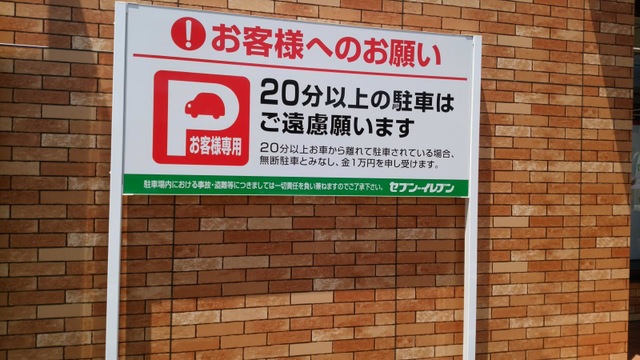 ！お客様へのお願い
P
お客様専用
20分以上の駐車は
ご遠慮願います
20分以上お車から離れて駐車されている場合、
無断駐車とみなし、金1万円を申し受けます。
駐車場内における事故・盗難等につきましては一切責任を負い兼ねますのでご了承下さい。
セブン-イレブン